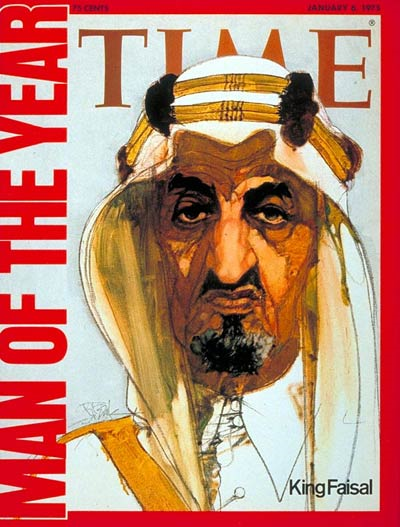 75 CENTS
JANUARY 6, 1975
TIME
®
MAN OF THE YEAR
King Faisal